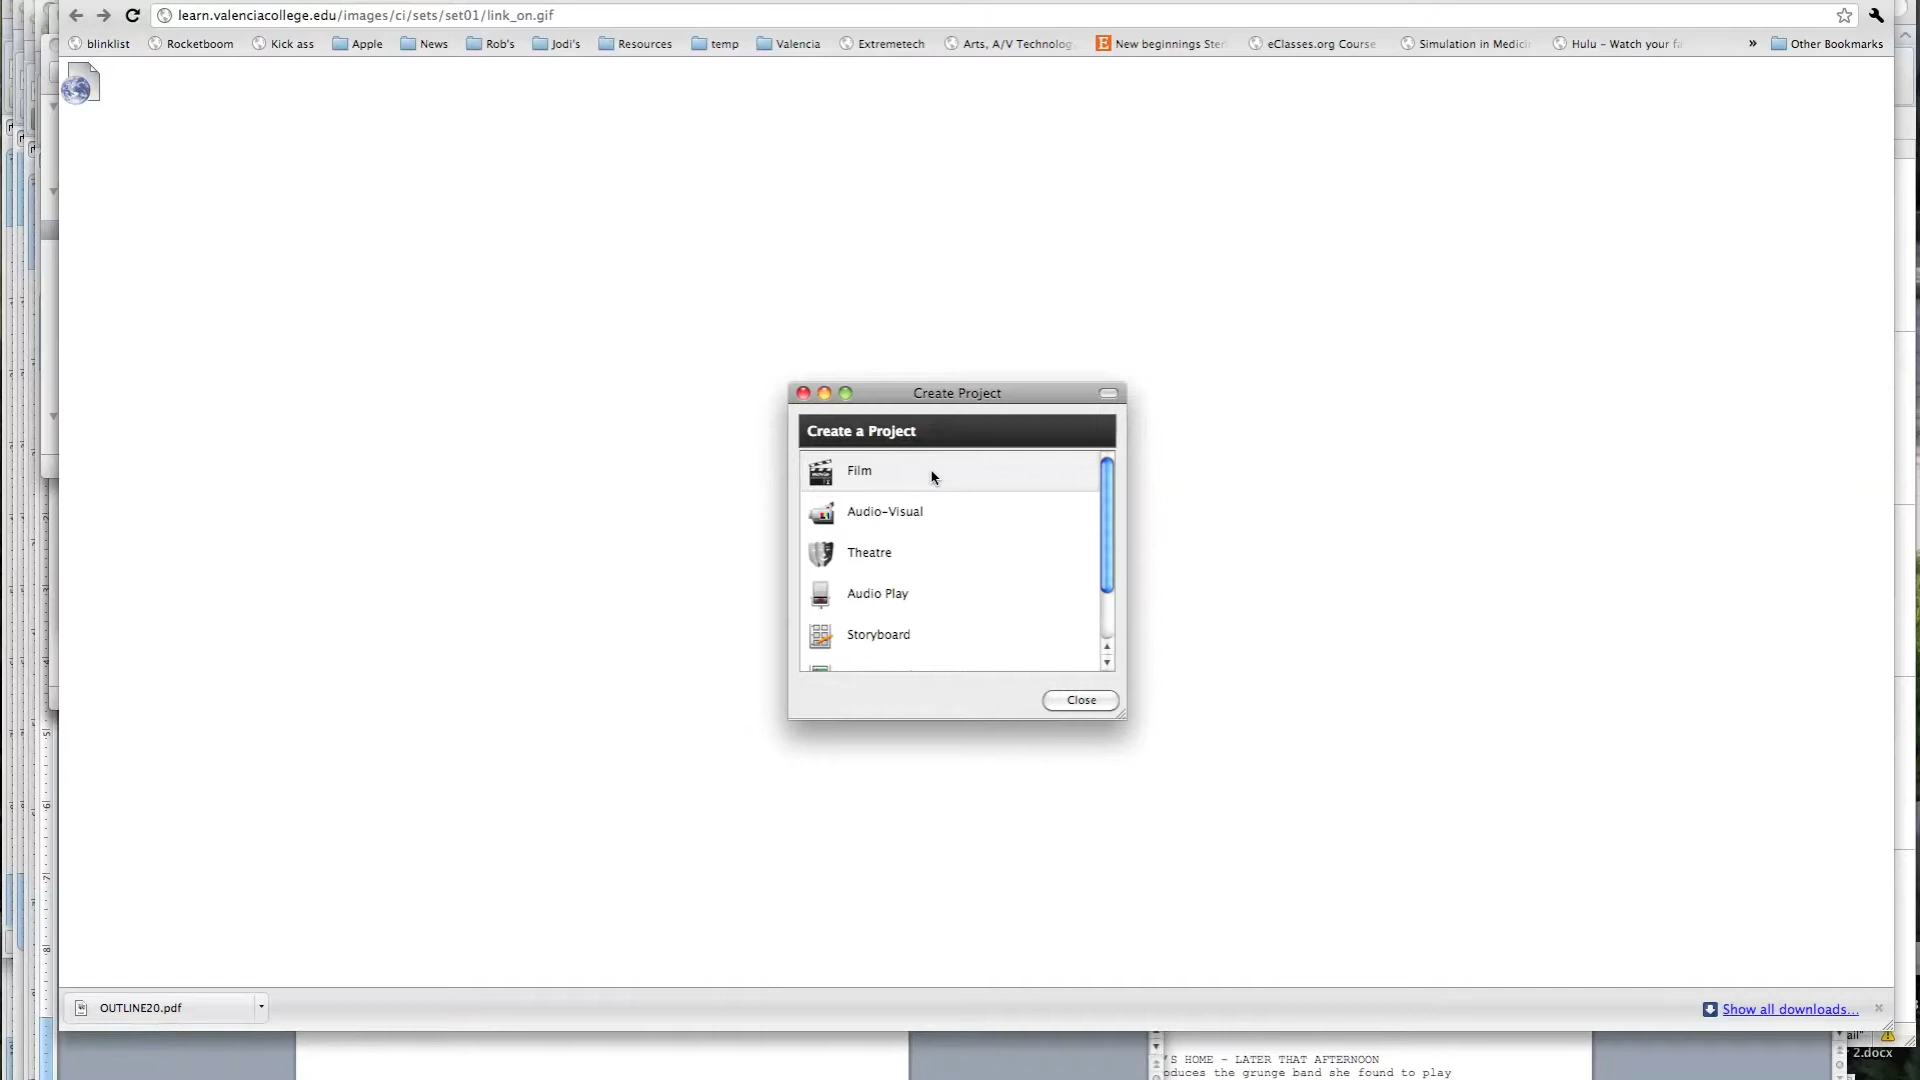 learn.valenciacollege.edu/images/ci/sets/set01/link_on.gif
blinklist Rocketboom Kick ass Apple News Rob's Jodi's Resources temp Valencia Extremetech Arts, A/V Technolog New beginnings Ster eClasses.org Course Simulation in Medici Hulu - Watch your fa » Other Bookmarks
Create Project
Create a Project
Film
Audio-Visual
Theatre
Audio Play
Storyboard
Close
OUTLINE20.pdf
Show all downloads...
'S HOME - LATER THAT AFTERNOON
oduces the grunge band she found to play
ail"
2.docx